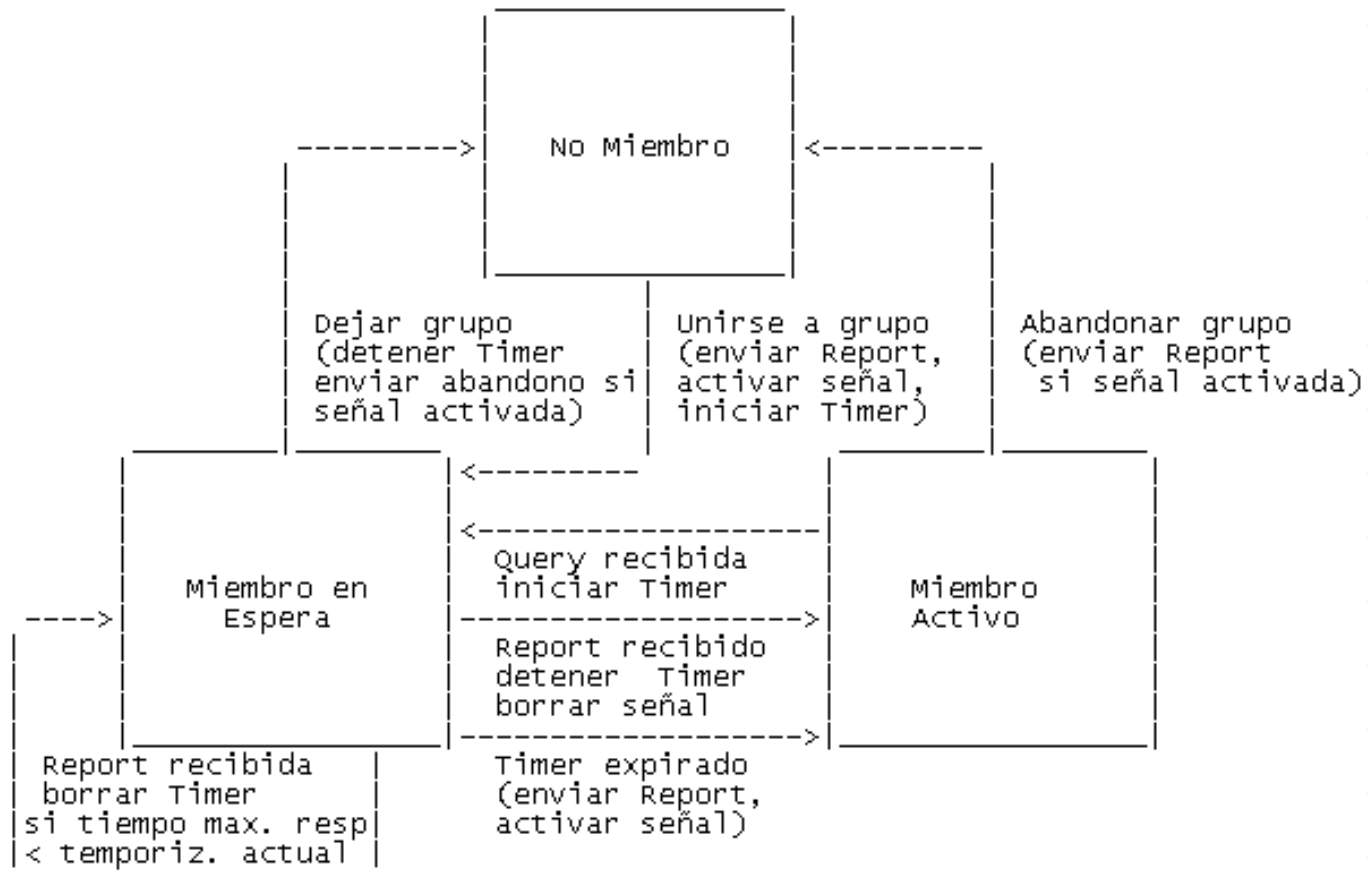 No Miembro
Dejar grupo
(detener Timer
enviar abandono si
señal activada)
Unirse a grupo
(enviar Report,
activar señal,
iniciar Timer)
Abandonar grupo
(enviar Report
si señal activada)
Query recibida
iniciar Timer
Miembro en
Espera
Miembro
Activo
Report recibido
detener Timer
borrar señal
Report recibida
borrar Timer
si tiempo max. resp
< temporiz. actual
Timer expirado
(enviar Report,
activar señal)